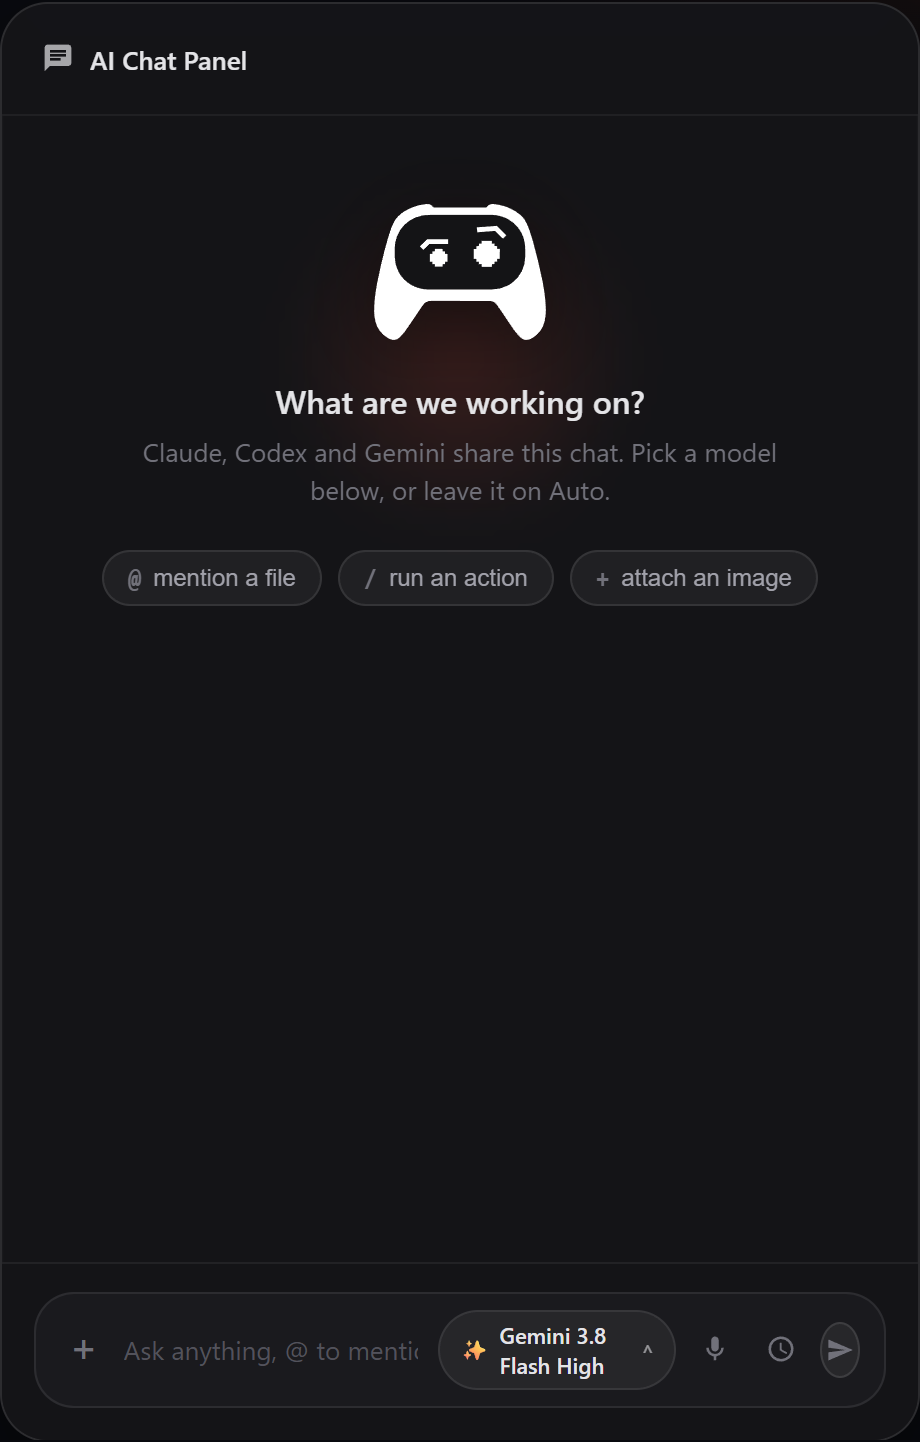 AI Chat Panel
What are we working on?
Claude, Codex and Gemini share this chat. Pick a model
below, or leave it on Auto.
@ mention a file
/ run an action
+ attach an image
+ Ask anything, @ to mentic
Gemini 3.8
Flash High
^